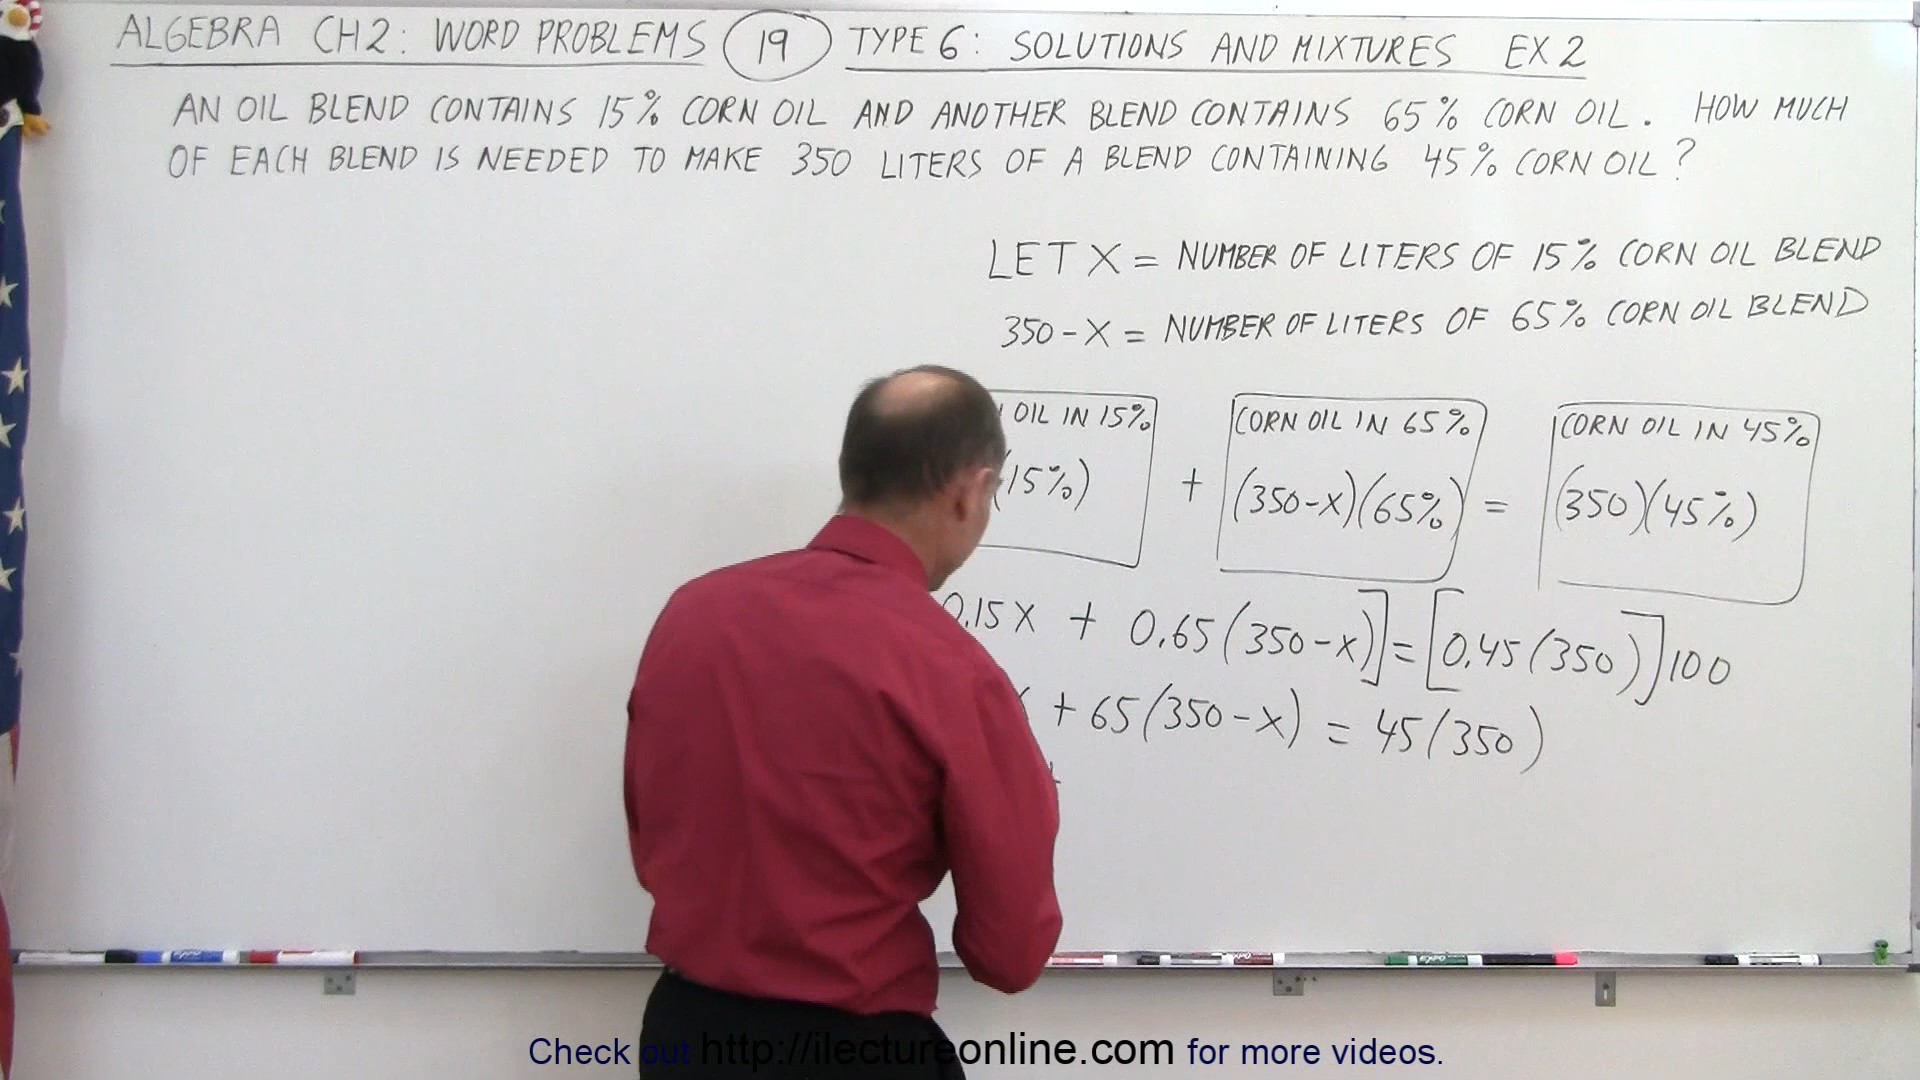 ALGEBRA CH2: WORD PROBLEMS 19 TYPE 6: SOLUTIONS AND MIXTURES EX 2
AN OIL BLEND CONTAINS 15% CORN OIL AND ANOTHER BLEND CONTAINS 65% CORN OIL. HOW MUCH
OF EACH BLEND IS NEEDED TO MAKE 350 LITERS OF A BLEND CONTAINING 45% CORN OIL?
LET X = NUMBER OF LITERS OF 15% CORN OIL BLEND
350-X = NUMBER OF LITERS OF 65% CORN OIL BLEND
OIL IN 15% CORN OIL IN 65% CORN OIL IN 45%
(15%) + (350-X)(65%) = (350)(45%)
0.15X + 0.65(350-X)] = [0.45(350)]100
+ 65(350-X) = 45(350)
Check out http://ilectureonline.com for more videos.